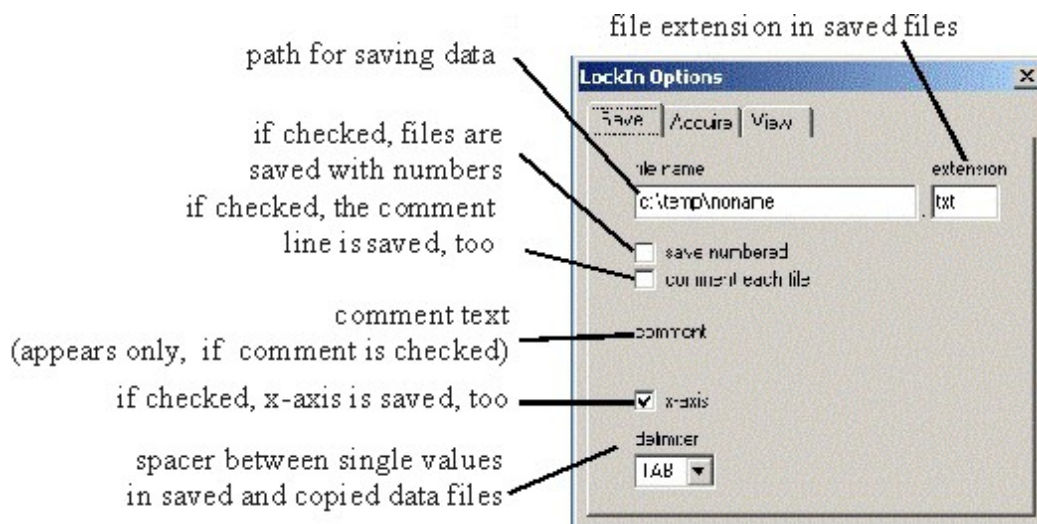 file extension in saved files
path for saving data
LockIn Options
Save Acquire View
if checked, files are
saved with numbers
file name extension
c:\temp\noname . txt
if checked, the comment
line is saved, too
save numbered
comment each file
comment text
(appears only, if comment is checked)
comment
if checked, x-axis is saved, too
x-axis
delimiter
TAB
spacer between single values
in saved and copied data files